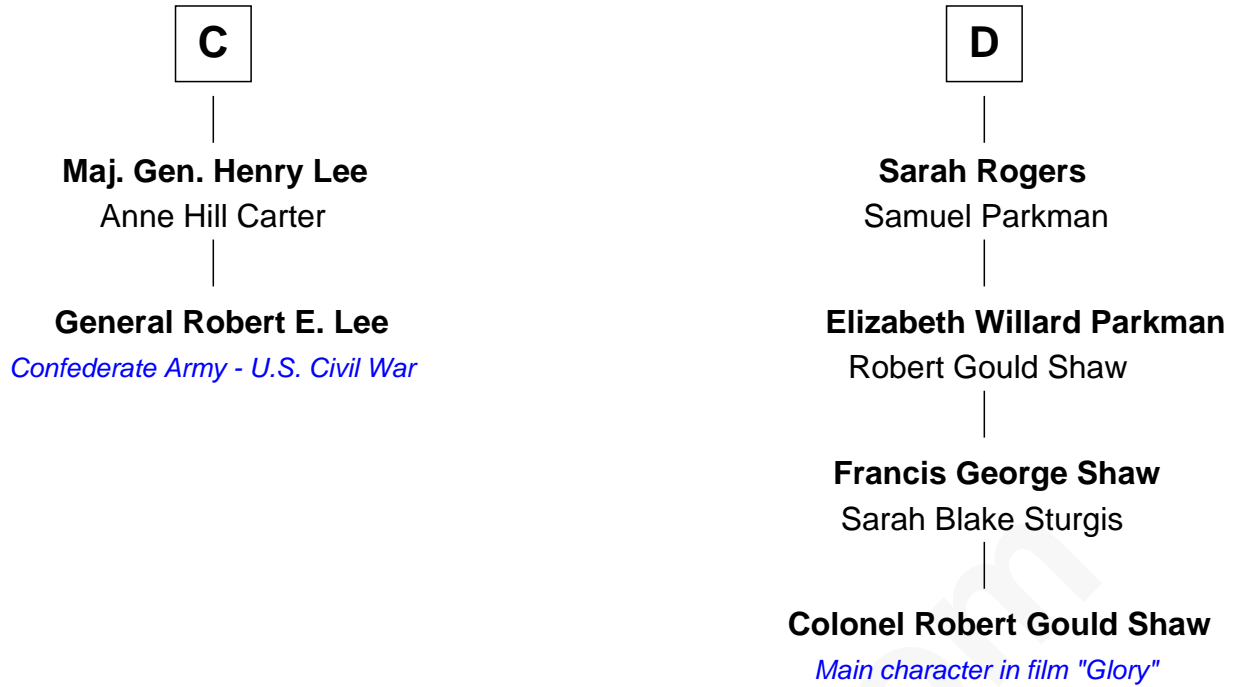 C
Maj. Gen. Henry Lee
Anne Hill Carter
General Robert E. Lee
Confederate Army - U.S. Civil War
D
Sarah Rogers
Samuel Parkman
Elizabeth Willard Parkman
Robert Gould Shaw
Francis George Shaw
Sarah Blake Sturgis
Colonel Robert Gould Shaw
Main character in film "Glory"